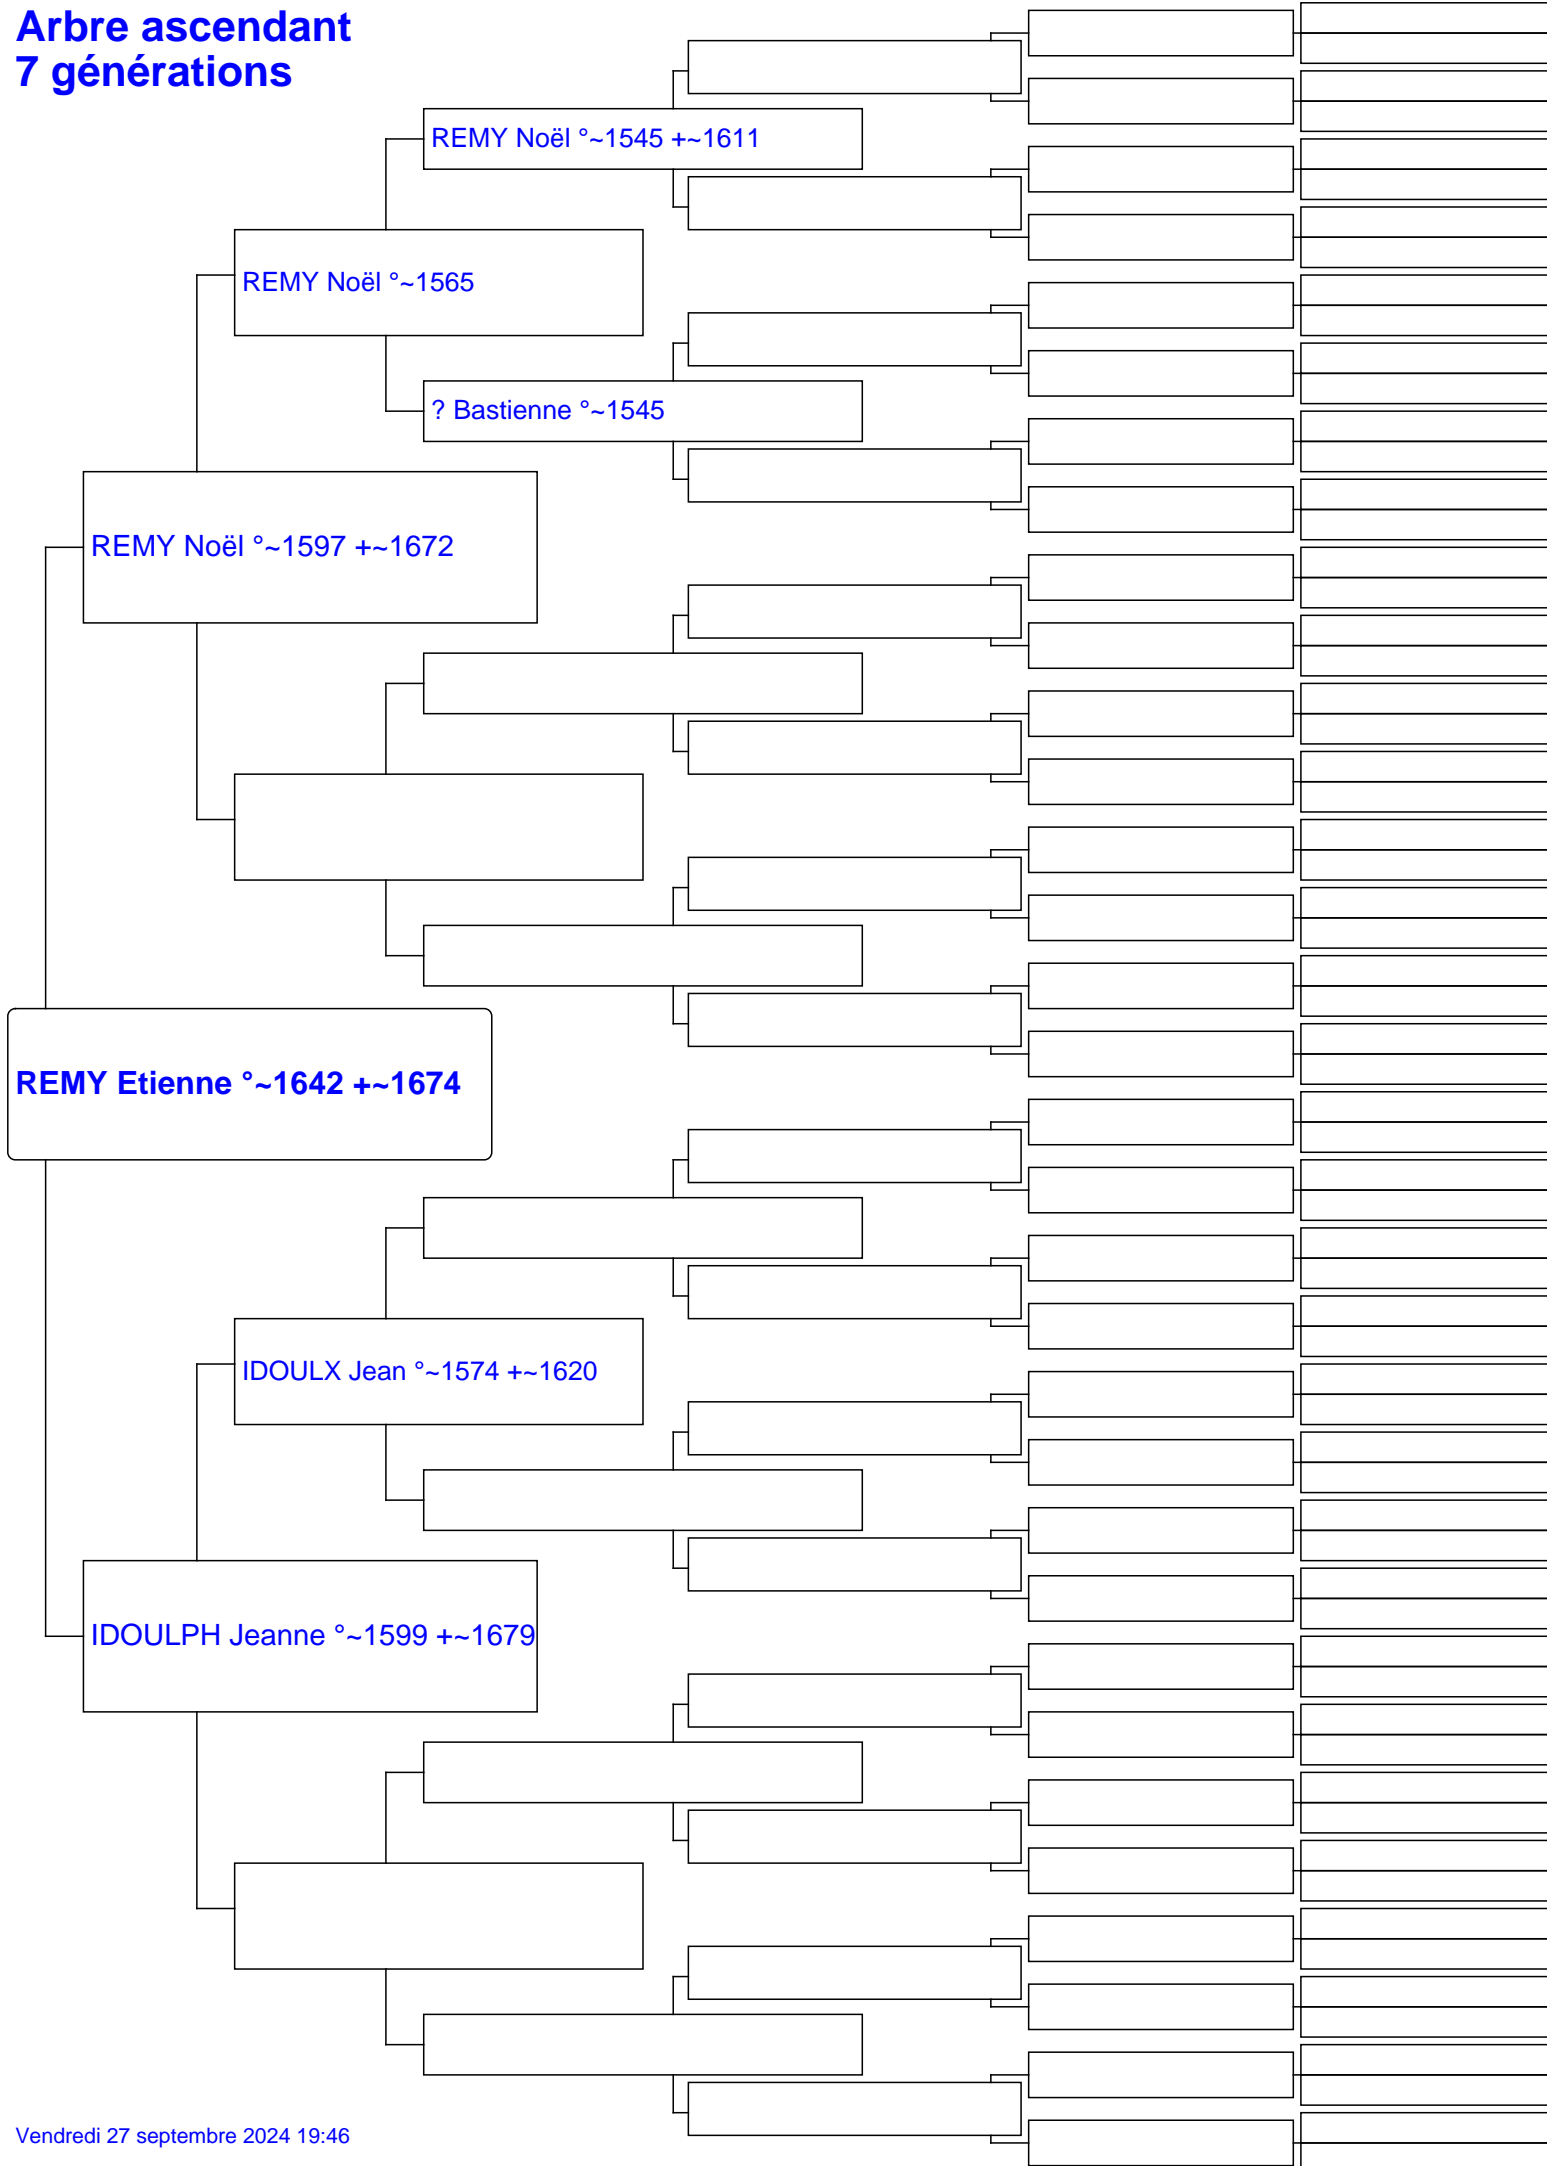 Arbre ascendant
7 générations
REMY Noël °~1545 +~1611
REMY Noël °~1565
? Bastienne °~1545
REMY Noël °~1597 +~1672
REMY Etienne °~1642 +~1674
IDOULX Jean °~1574 +~1620
IDOULPH Jeanne °~1599 +~1679
Vendredi 27 septembre 2024 19:46